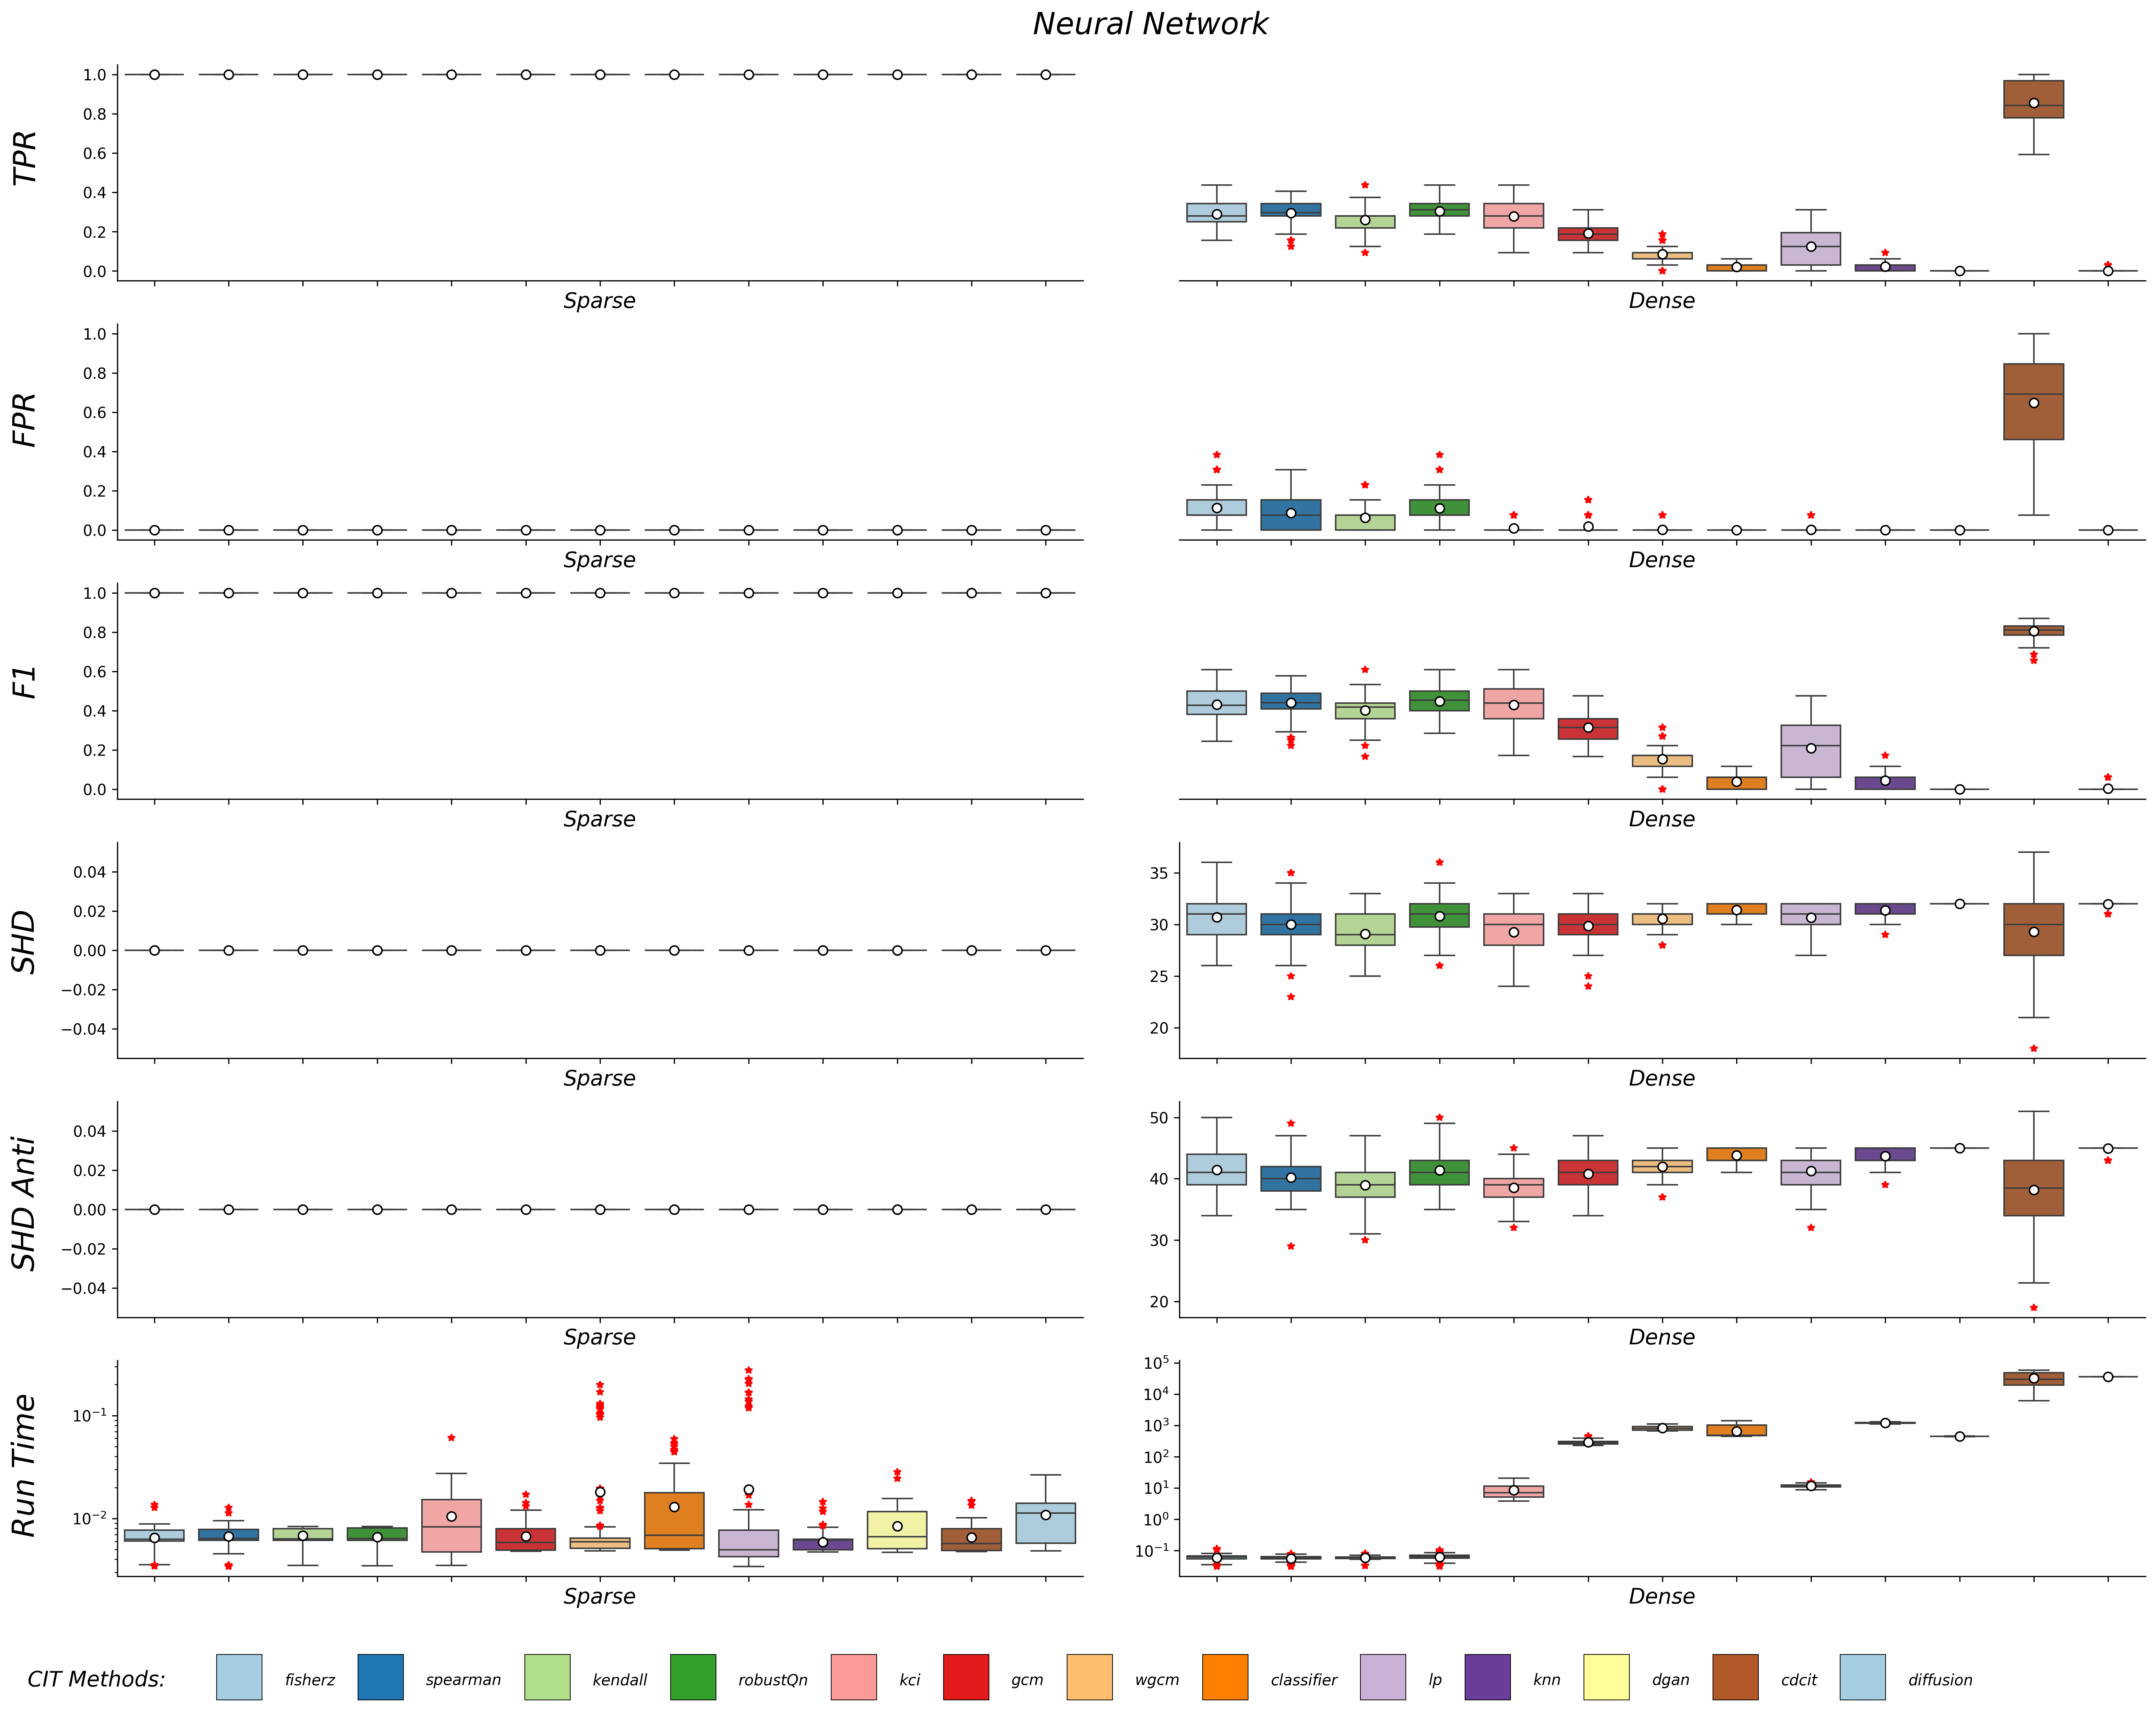 Neural Network
TPR
1.0
0.8
0.6
0.4
0.2
0.0
Sparse
Dense
FPR
1.0
0.8
0.6
0.4
0.2
0.0
Sparse
Dense
F1
1.0
0.8
0.6
0.4
0.2
0.0
Sparse
Dense
SHD
0.04
0.02
0.00
−0.02
−0.04
Sparse
35
30
25
20
Dense
SHD Anti
0.04
0.02
0.00
−0.02
−0.04
Sparse
50
40
30
20
Dense
Run Time
10⁻¹
10⁻²
Sparse
10⁵
10⁴
10³
10²
10¹
10⁰
10⁻¹
Dense
CIT Methods: fisherz spearman kendall robustQn kci gcm wgcm classifier lp knn dgan cdcit diffusion